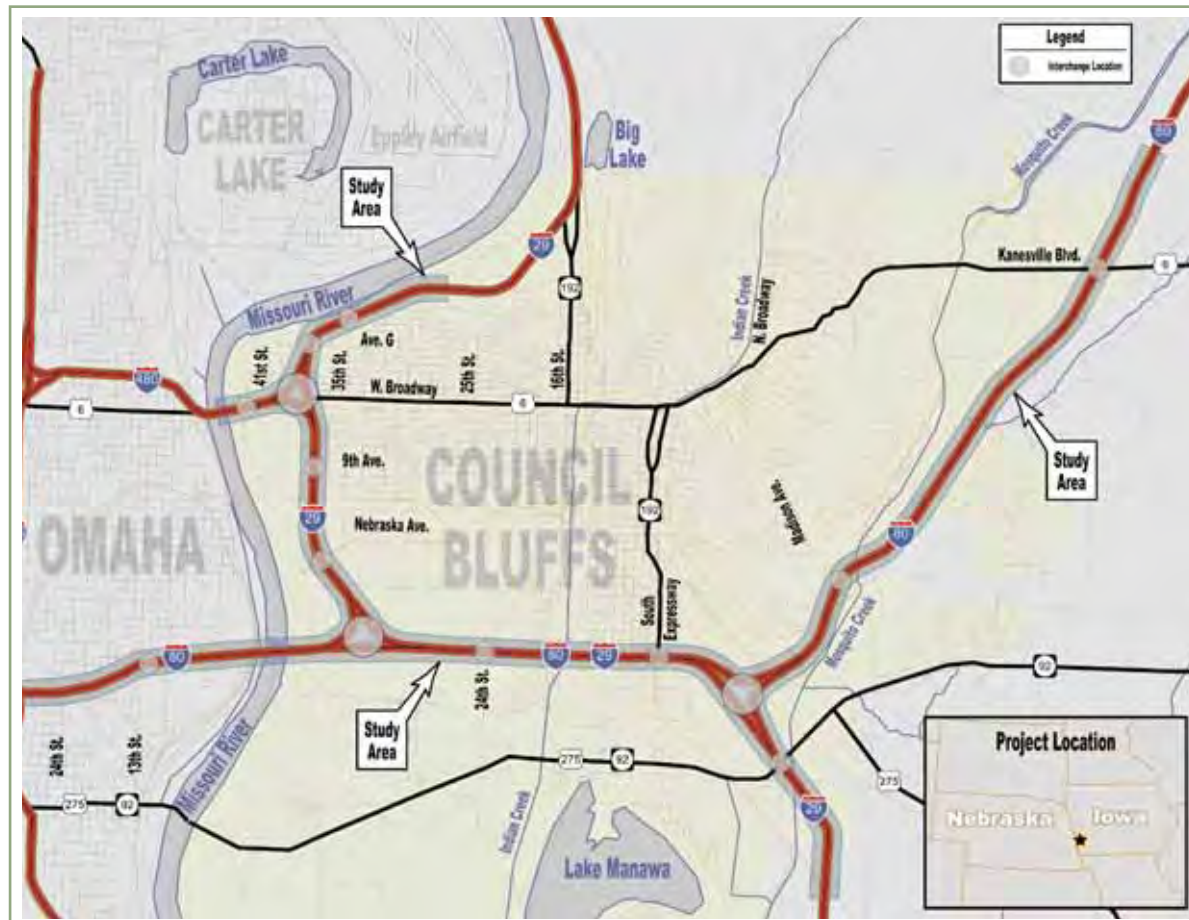 Legend
Interchange Location
Carter Lake
CARTER
LAKE
Eppley Airfield
Big
Lake
Mosquito Creek
80
Study
Area
29
Indian Creek
Kanesville Blvd.
6
192
Missouri River
N. Broadway
Ave. G
41st St.
35th St.
25th St.
16th St.
480
W. Broadway
6
6
Study
Area
9th Ave.
COUNCIL
BLUFFS
192
Madison Ave.
29
Nebraska Ave.
OMAHA
80
South
Expressway
Mosquito Creek
80
80
29
24th St.
92
Study
Area
24th St.
13th St.
Missouri River
275
92
275
92
275
29
Indian Creek
Lake Manawa
Project Location
Nebraska
Iowa